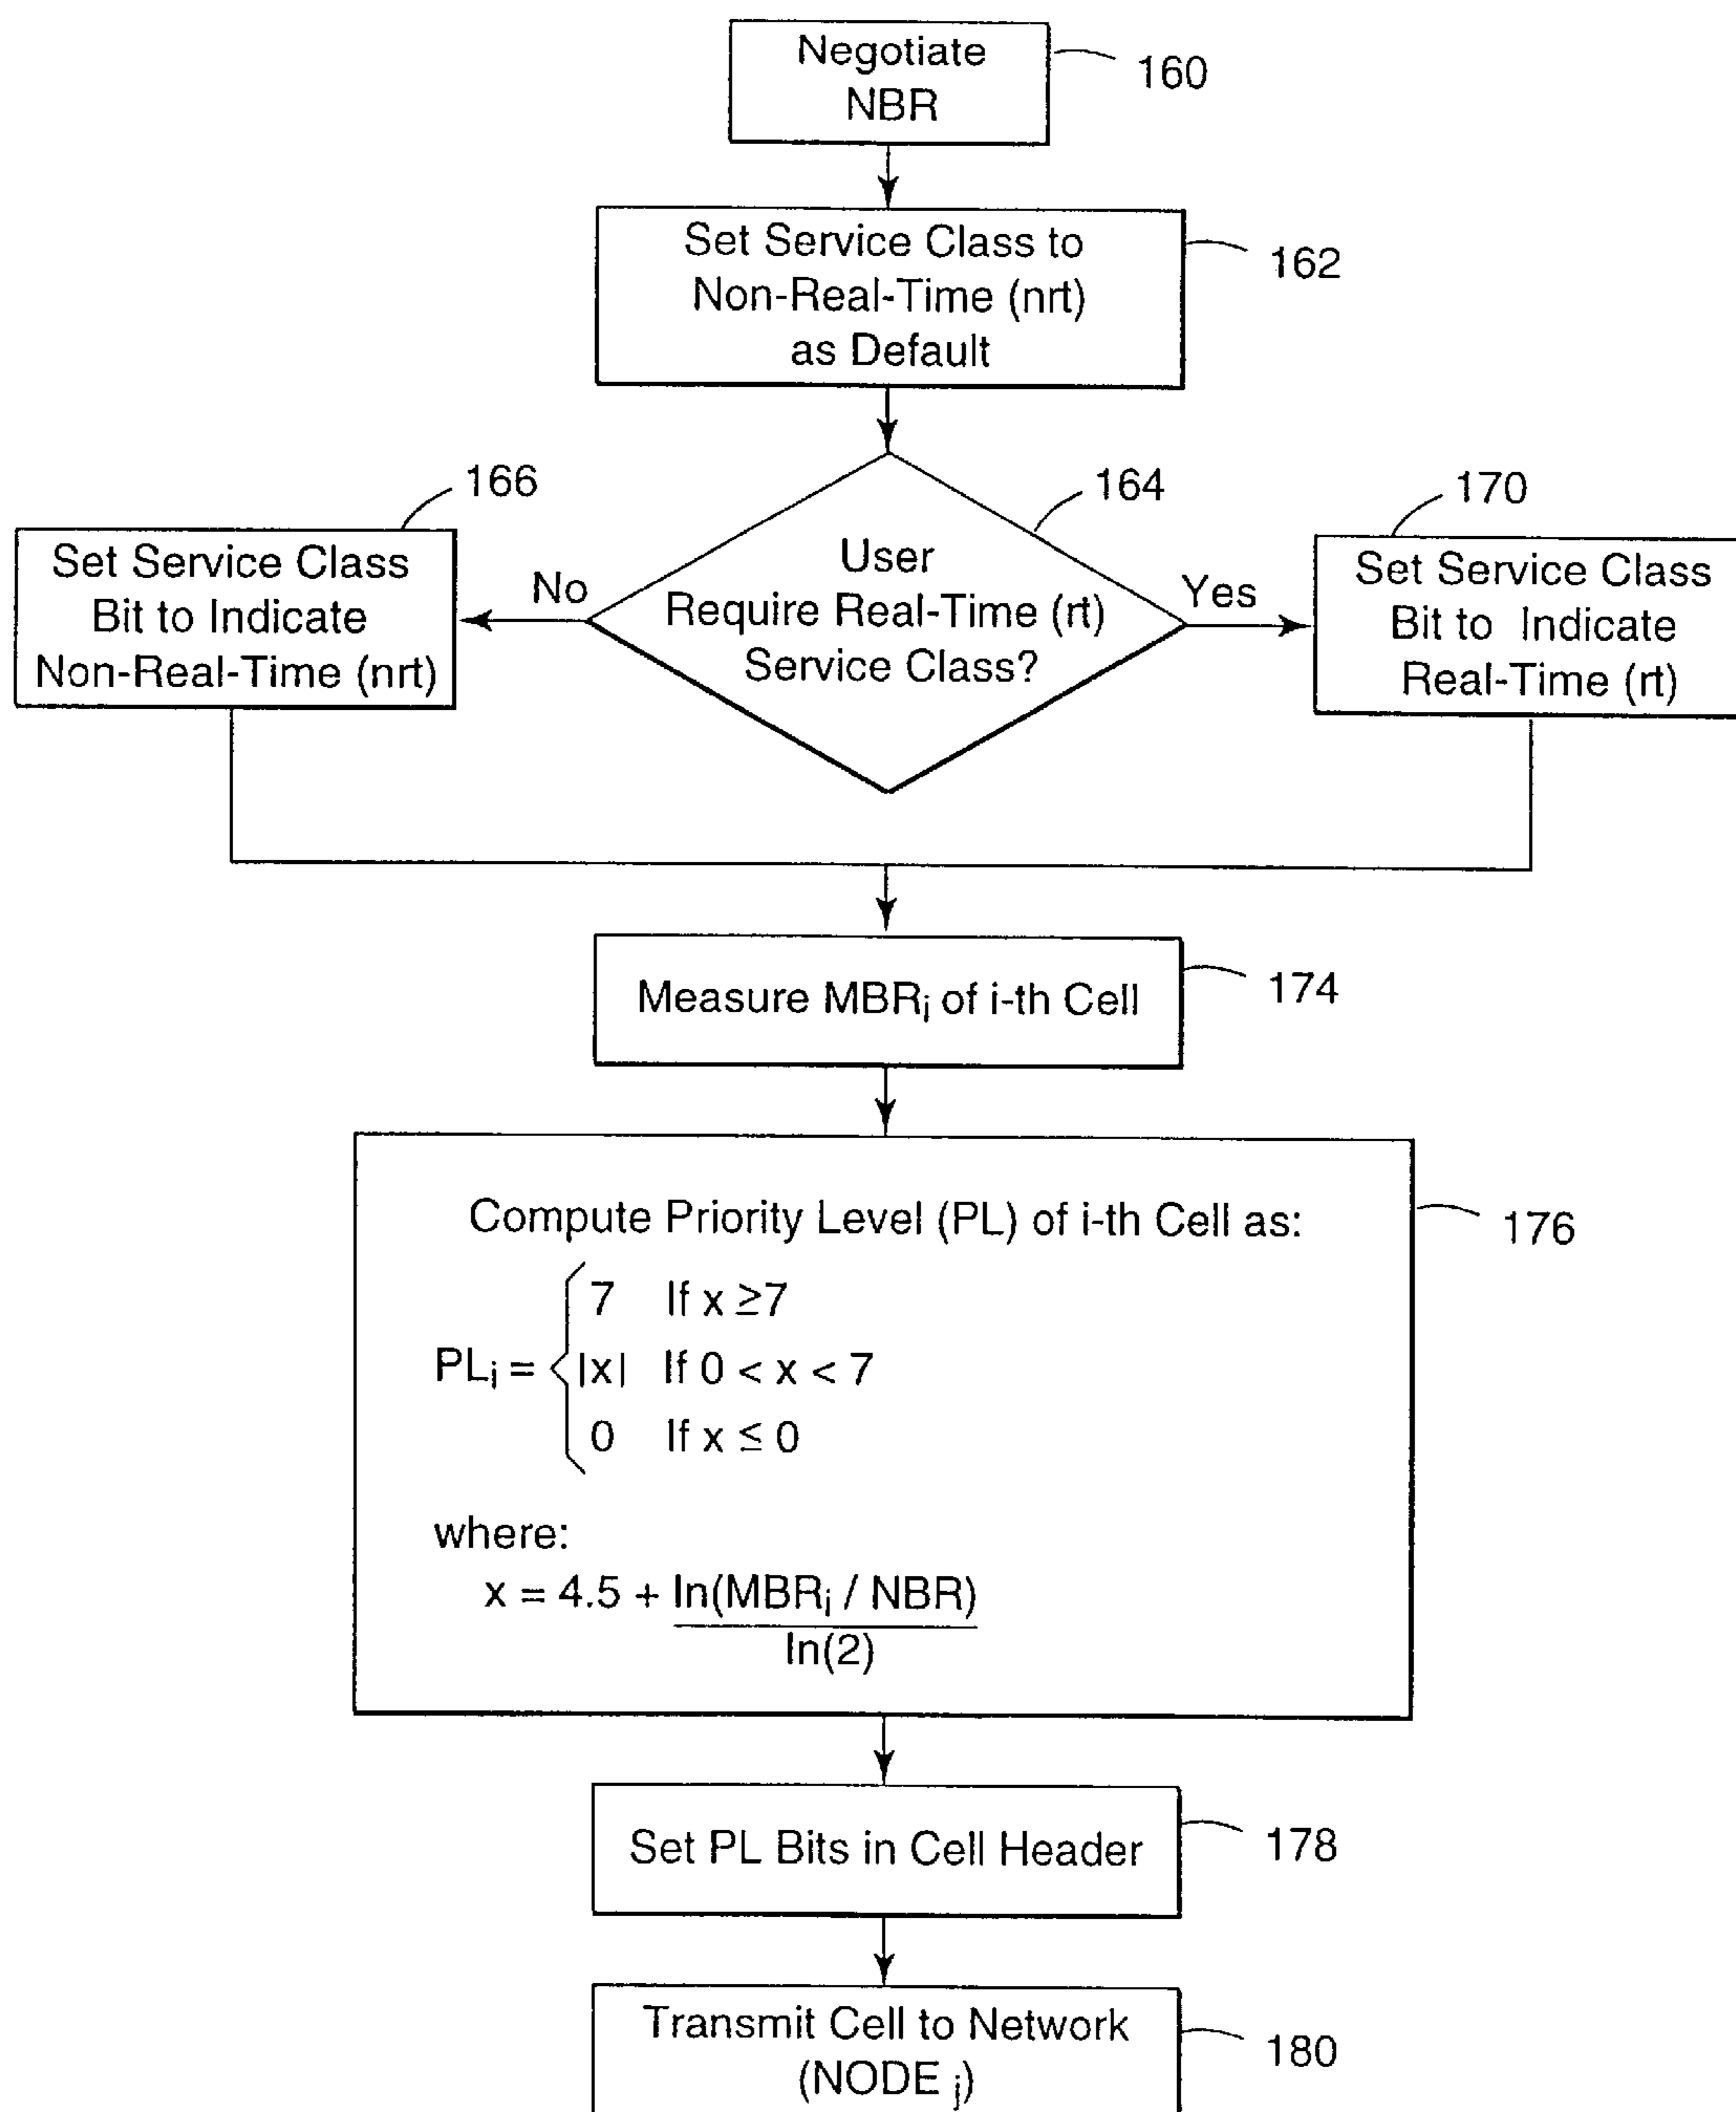 Negotiate
NBR
160
Set Service Class to
Non-Real-Time (nrt)
as Default
162
166
164
170
Set Service Class
Bit to Indicate
Non-Real-Time (nrt)
No
User
Require Real-Time (rt)
Service Class?
Yes
Set Service Class
Bit to Indicate
Real-Time (rt)
Measure MBRi of i-th Cell
174
Compute Priority Level (PL) of i-th Cell as:
176
7 If x ≥7
PLi = |x| If 0 < x < 7
0 If x ≤ 0
where:
x = 4.5 + ln(MBRi / NBR)
ln(2)
Set PL Bits in Cell Header
178
Transmit Cell to Network
(NODE j)
180